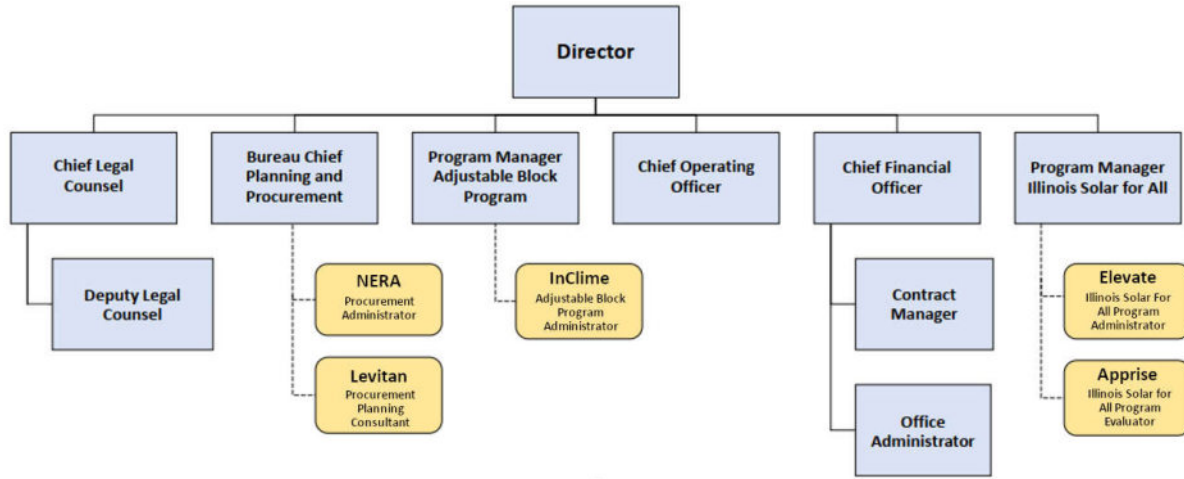 Director
Chief Legal
Counsel
Bureau Chief
Planning and
Procurement
Program Manager
Adjustable Block
Program
Chief Operating
Officer
Chief Financial
Officer
Program Manager
Illinois Solar for All
Deputy Legal
Counsel
NERA
Procurement
Administrator
Levitan
Procurement
Planning
Consultant
InClime
Adjustable Block
Program
Administrator
Contract
Manager
Office
Administrator
Elevate
Illinois Solar For
All Program
Administrator
Apprise
Illinois Solar for
All Program
Evaluator